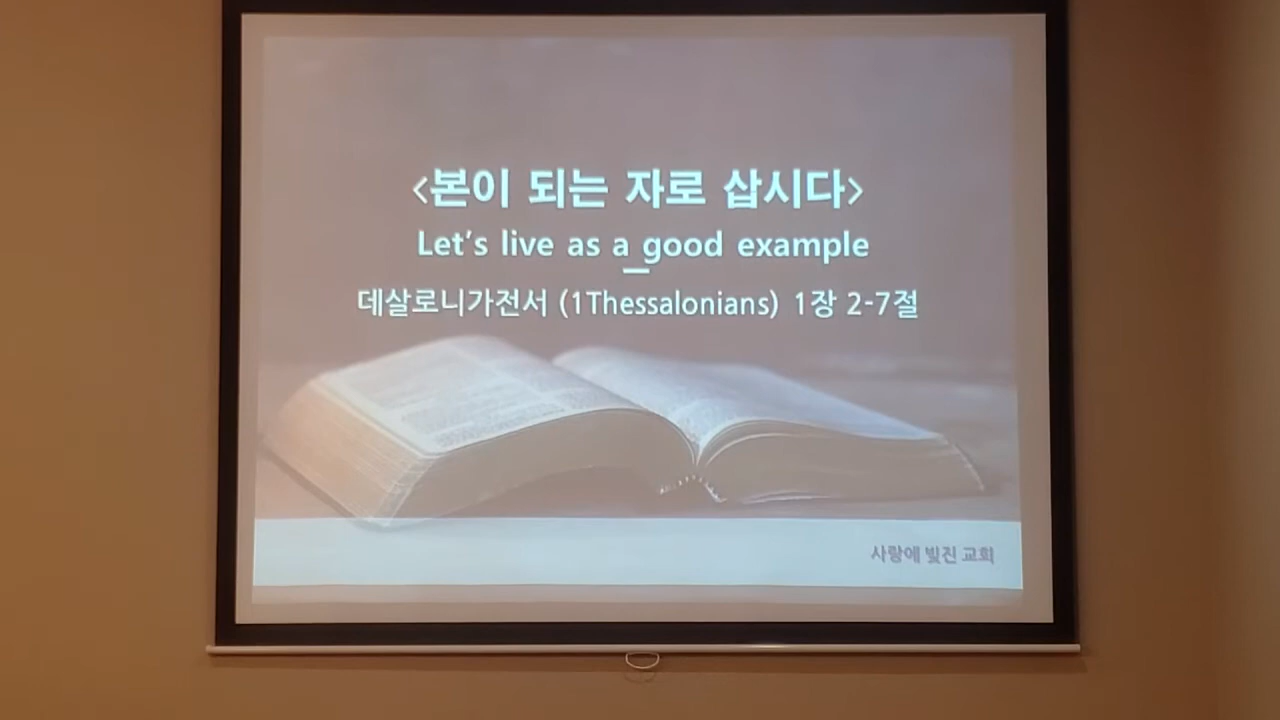 <본이 되는 자로 삽시다>
Let's live as a good example
데살로니가전서 (1Thessalonians) 1장 2-7절
사랑에 빚진 교회